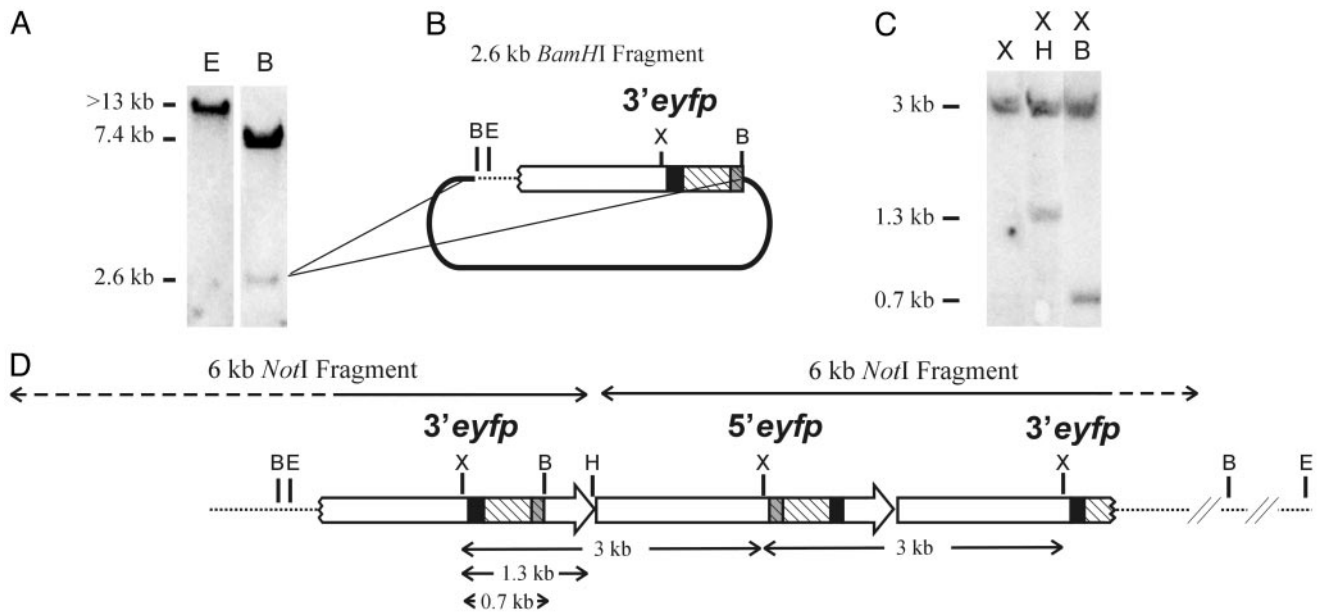 A
E B
>13 kb
7.4 kb
2.6 kb
B
2.6 kb BamHI Fragment
3'eyfp
BE X B
C
X X
X H B
3 kb
1.3 kb
0.7 kb
D
6 kb NotI Fragment 6 kb NotI Fragment
3'eyfp 5'eyfp 3'eyfp
BE X B H X X B E
3 kb 3 kb
1.3 kb
0.7 kb